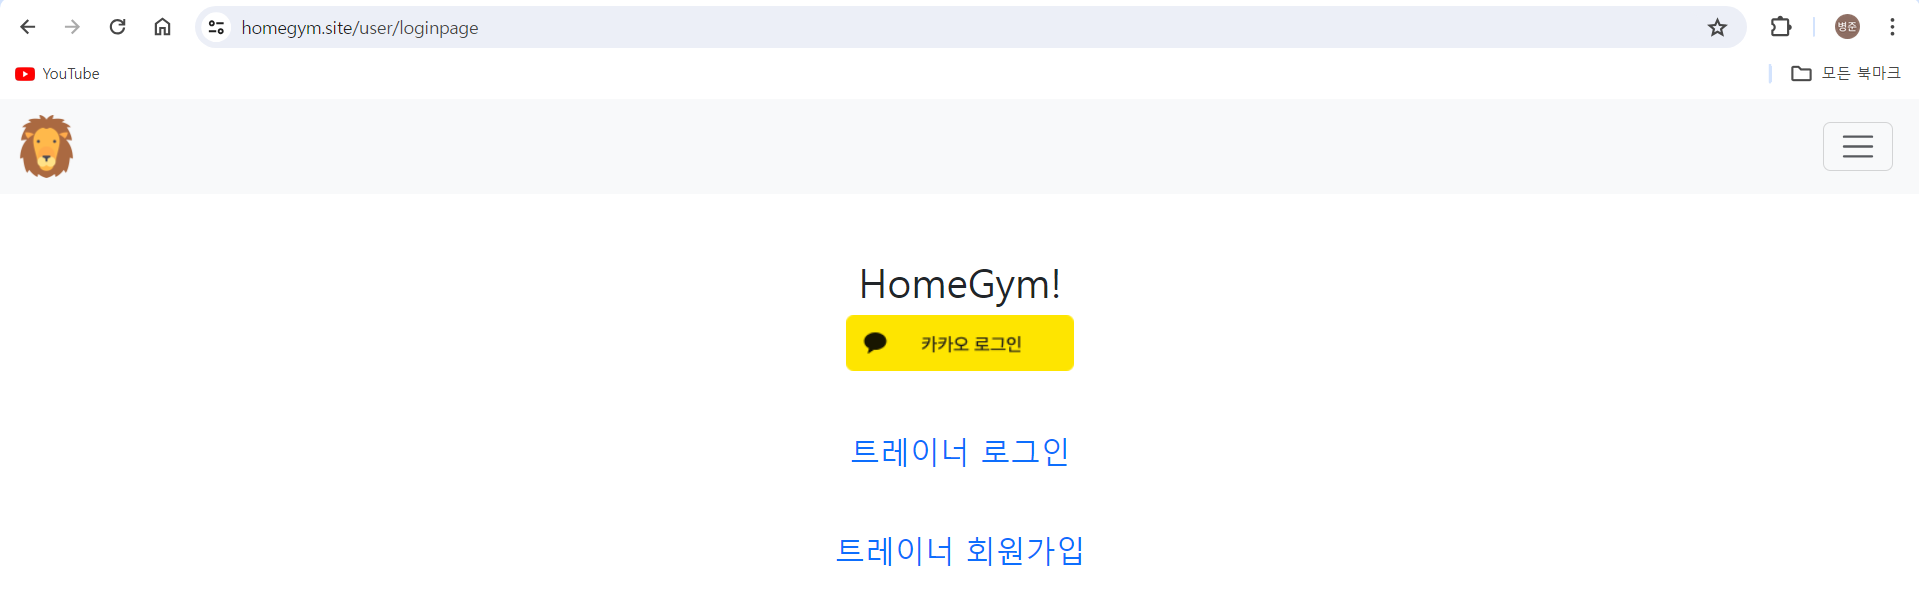 homegym.site/user/loginpage
병준
YouTube
모든 북마크
HomeGym!
카카오 로그인
트레이너 로그인
트레이너 회원가입